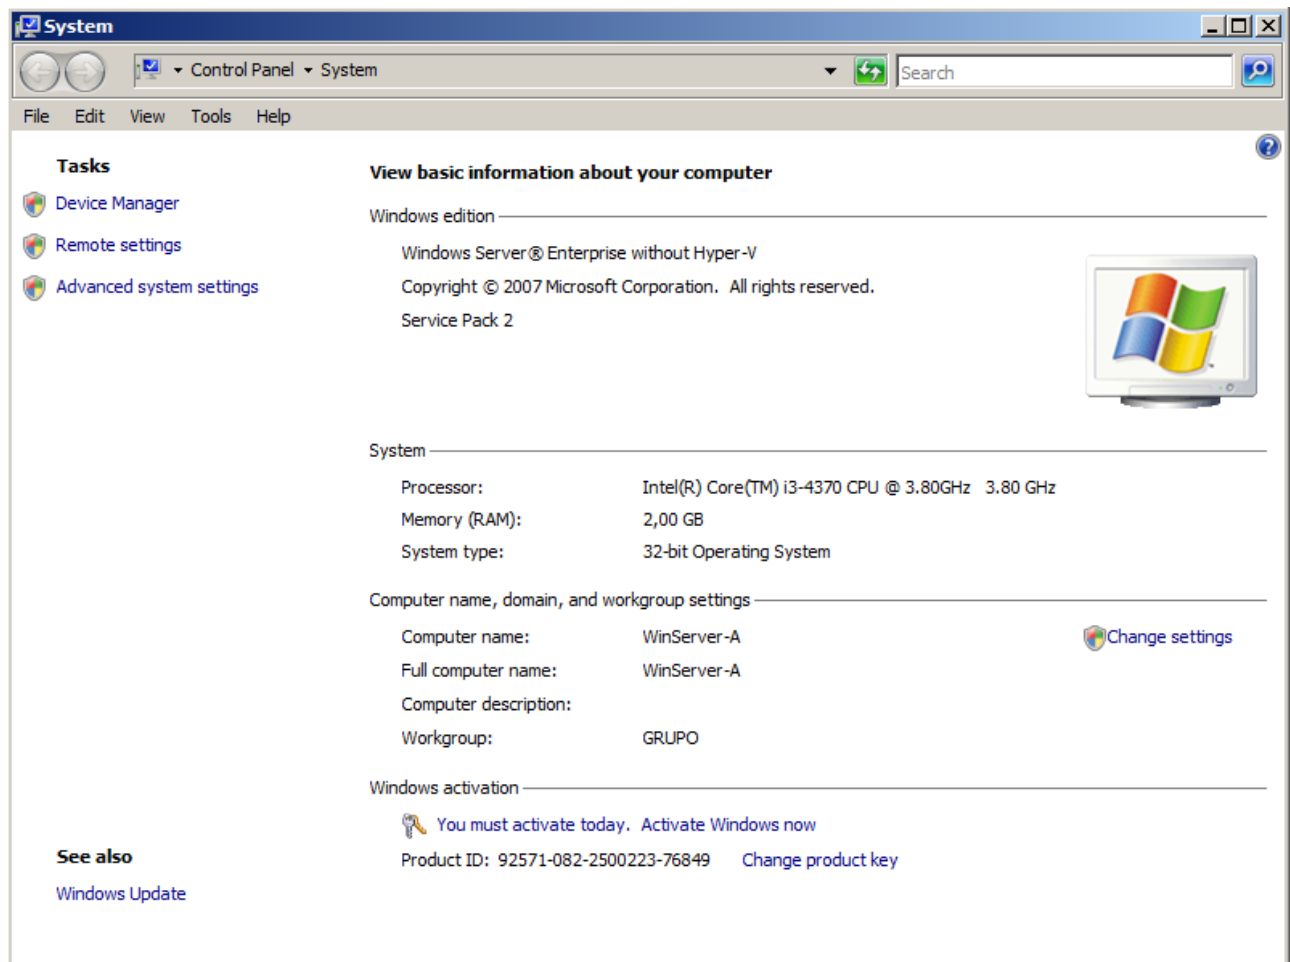 System
Control Panel System
Search
File Edit View Tools Help
Tasks
Device Manager
Remote settings
Advanced system settings
See also
Windows Update
View basic information about your computer
Windows edition
Windows Server® Enterprise without Hyper-V
Copyright © 2007 Microsoft Corporation. All rights reserved.
Service Pack 2
System
Processor: Intel(R) Core(TM) i3-4370 CPU @ 3.80GHz 3.80 GHz
Memory (RAM): 2,00 GB
System type: 32-bit Operating System
Computer name, domain, and workgroup settings
Computer name: WinServer-A Change settings
Full computer name: WinServer-A
Computer description:
Workgroup: GRUPO
Windows activation
You must activate today. Activate Windows now
Product ID: 92571-082-2500223-76849 Change product key